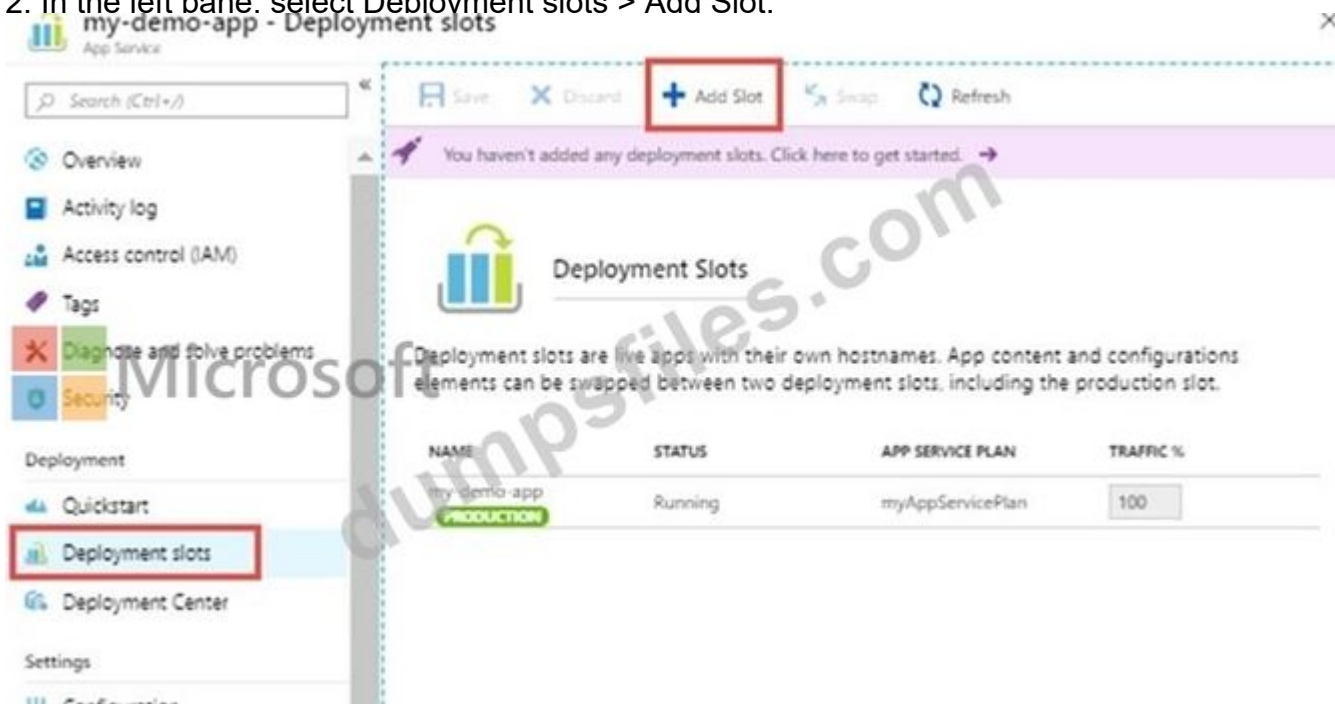 2. In the left pane, select Deployment slots > Add Slot.
my-demo-app - Deployment slots
App Service
Search (Ctrl+/)
Save
Discard
Add Slot
Swap
Refresh
You haven't added any deployment slots. Click here to get started. →
Overview
Activity log
Access control (IAM)
Tags
Diagnose and solve problems
Security
Deployment
Quickstart
Deployment slots
Deployment Center
Settings
Configuration
Deployment Slots
Deployment slots are live apps with their own hostnames. App content and configurations
elements can be swapped between two deployment slots, including the production slot.
NAME STATUS APP SERVICE PLAN TRAFFIC %
my-demo-app Running myAppServicePlan 100
PRODUCTION
Microsoft
dumpsfiles.com